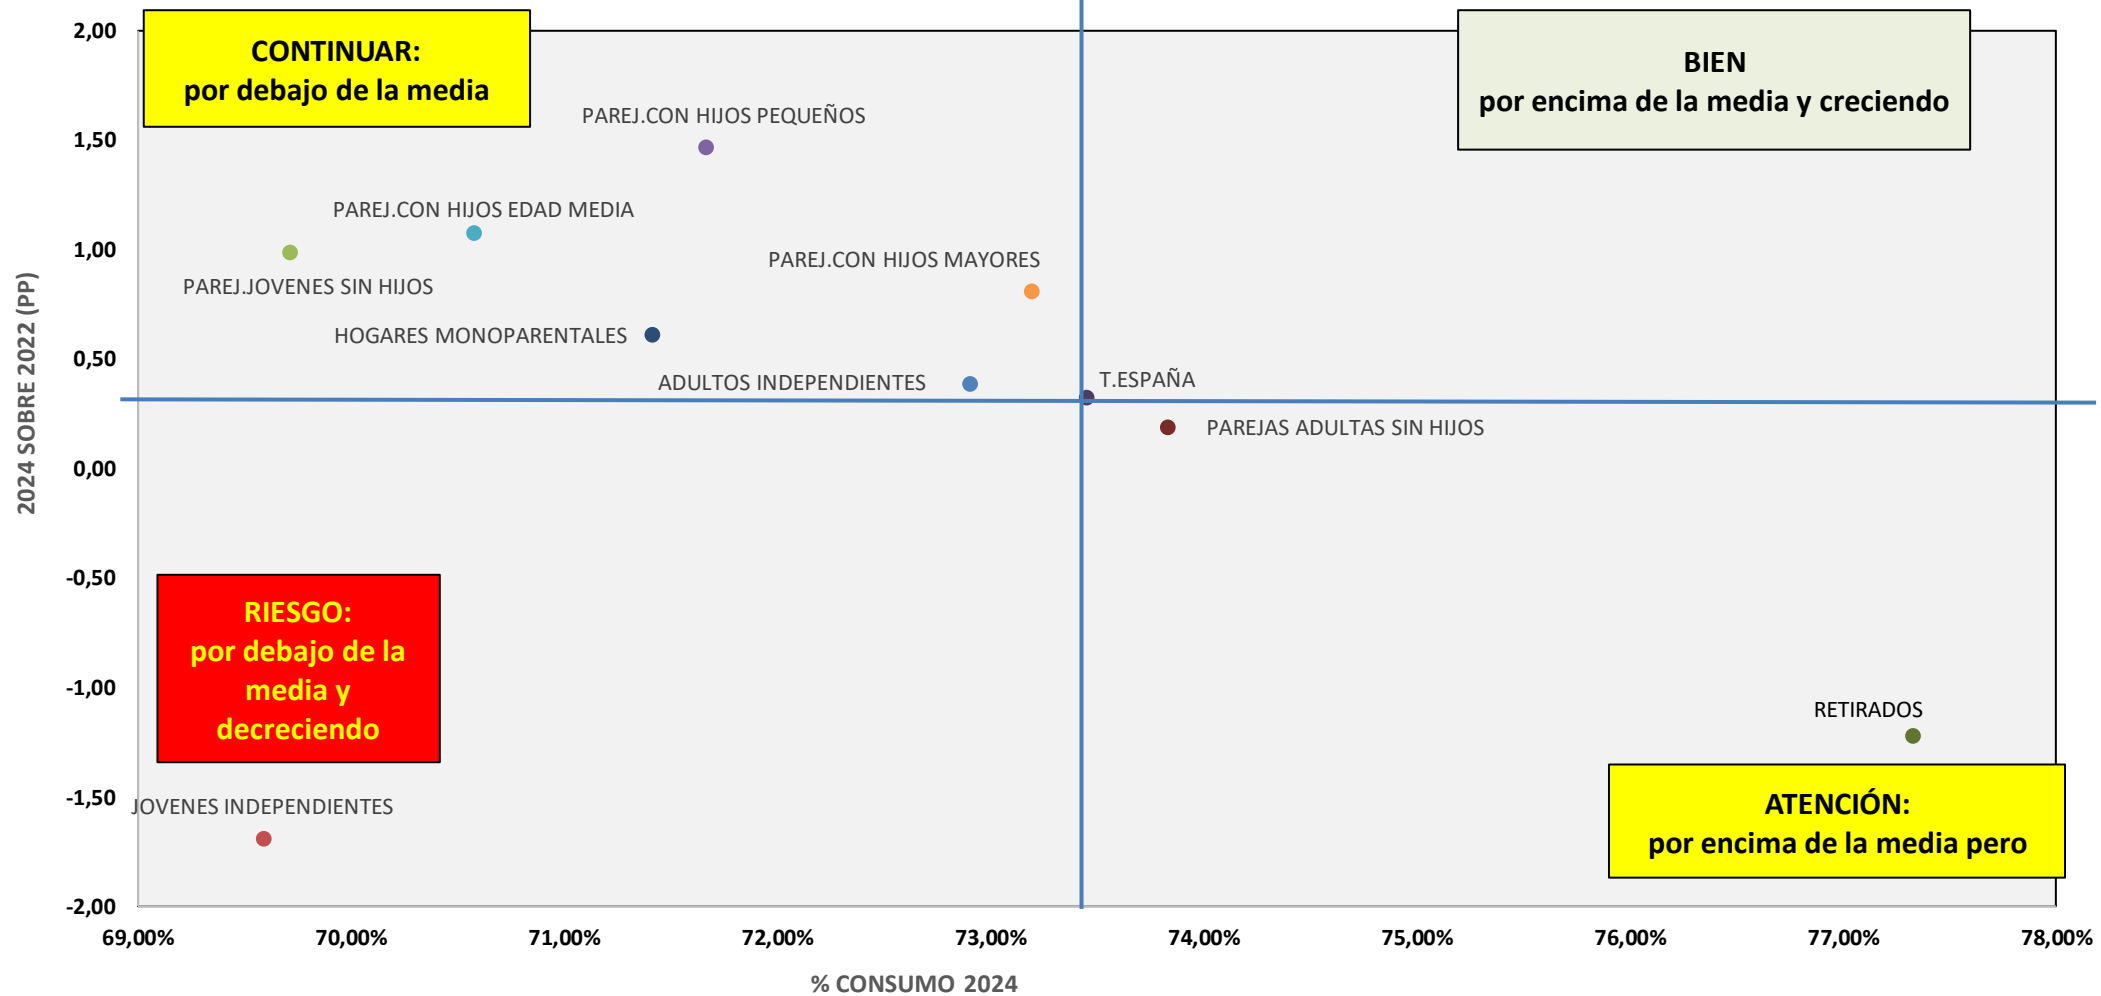 CONTINUAR:
por debajo de la media
BIEN
por encima de la media y creciendo
2,00
1,50
1,00
0,50
0,00
-0,50
-1,00
-1,50
-2,00
2024 SOBRE 2022 (PP)
PAREJ.CON HIJOS PEQUEÑOS
PAREJ.CON HIJOS EDAD MEDIA
PAREJ.CON HIJOS MAYORES
PAREJ.JOVENES SIN HIJOS
HOGARES MONOPARENTALES
ADULTOS INDEPENDIENTES
T.ESPAÑA
PAREJAS ADULTAS SIN HIJOS
RIESGO:
por debajo de la
media y
decreciendo
RETIRADOS
JOVENES INDEPENDIENTES
ATENCIÓN:
por encima de la media pero
69,00% 70,00% 71,00% 72,00% 73,00% 74,00% 75,00% 76,00% 77,00% 78,00%
% CONSUMO 2024